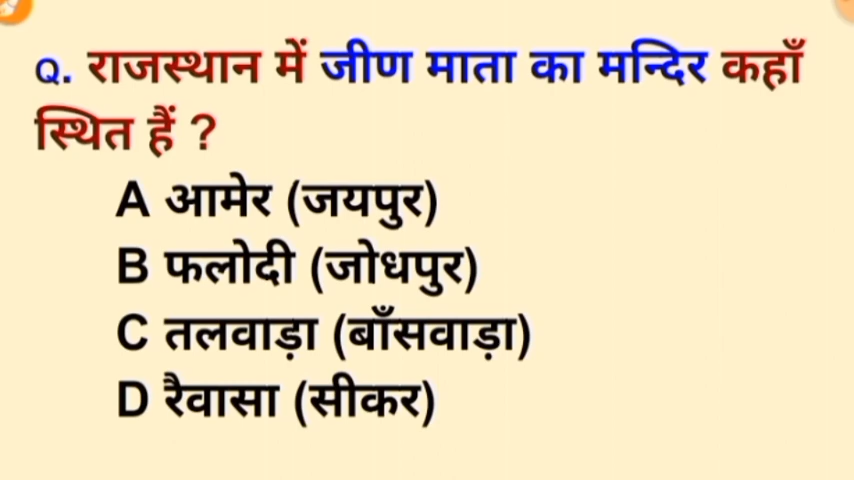 Q. राजस्थान में जीण माता का मन्दिर कहाँ
स्थित हैं ?
A आमेर (जयपुर)
B फलोदी (जोधपुर)
C तलवाड़ा (बाँसवाड़ा)
D रैवासा (सीकर)